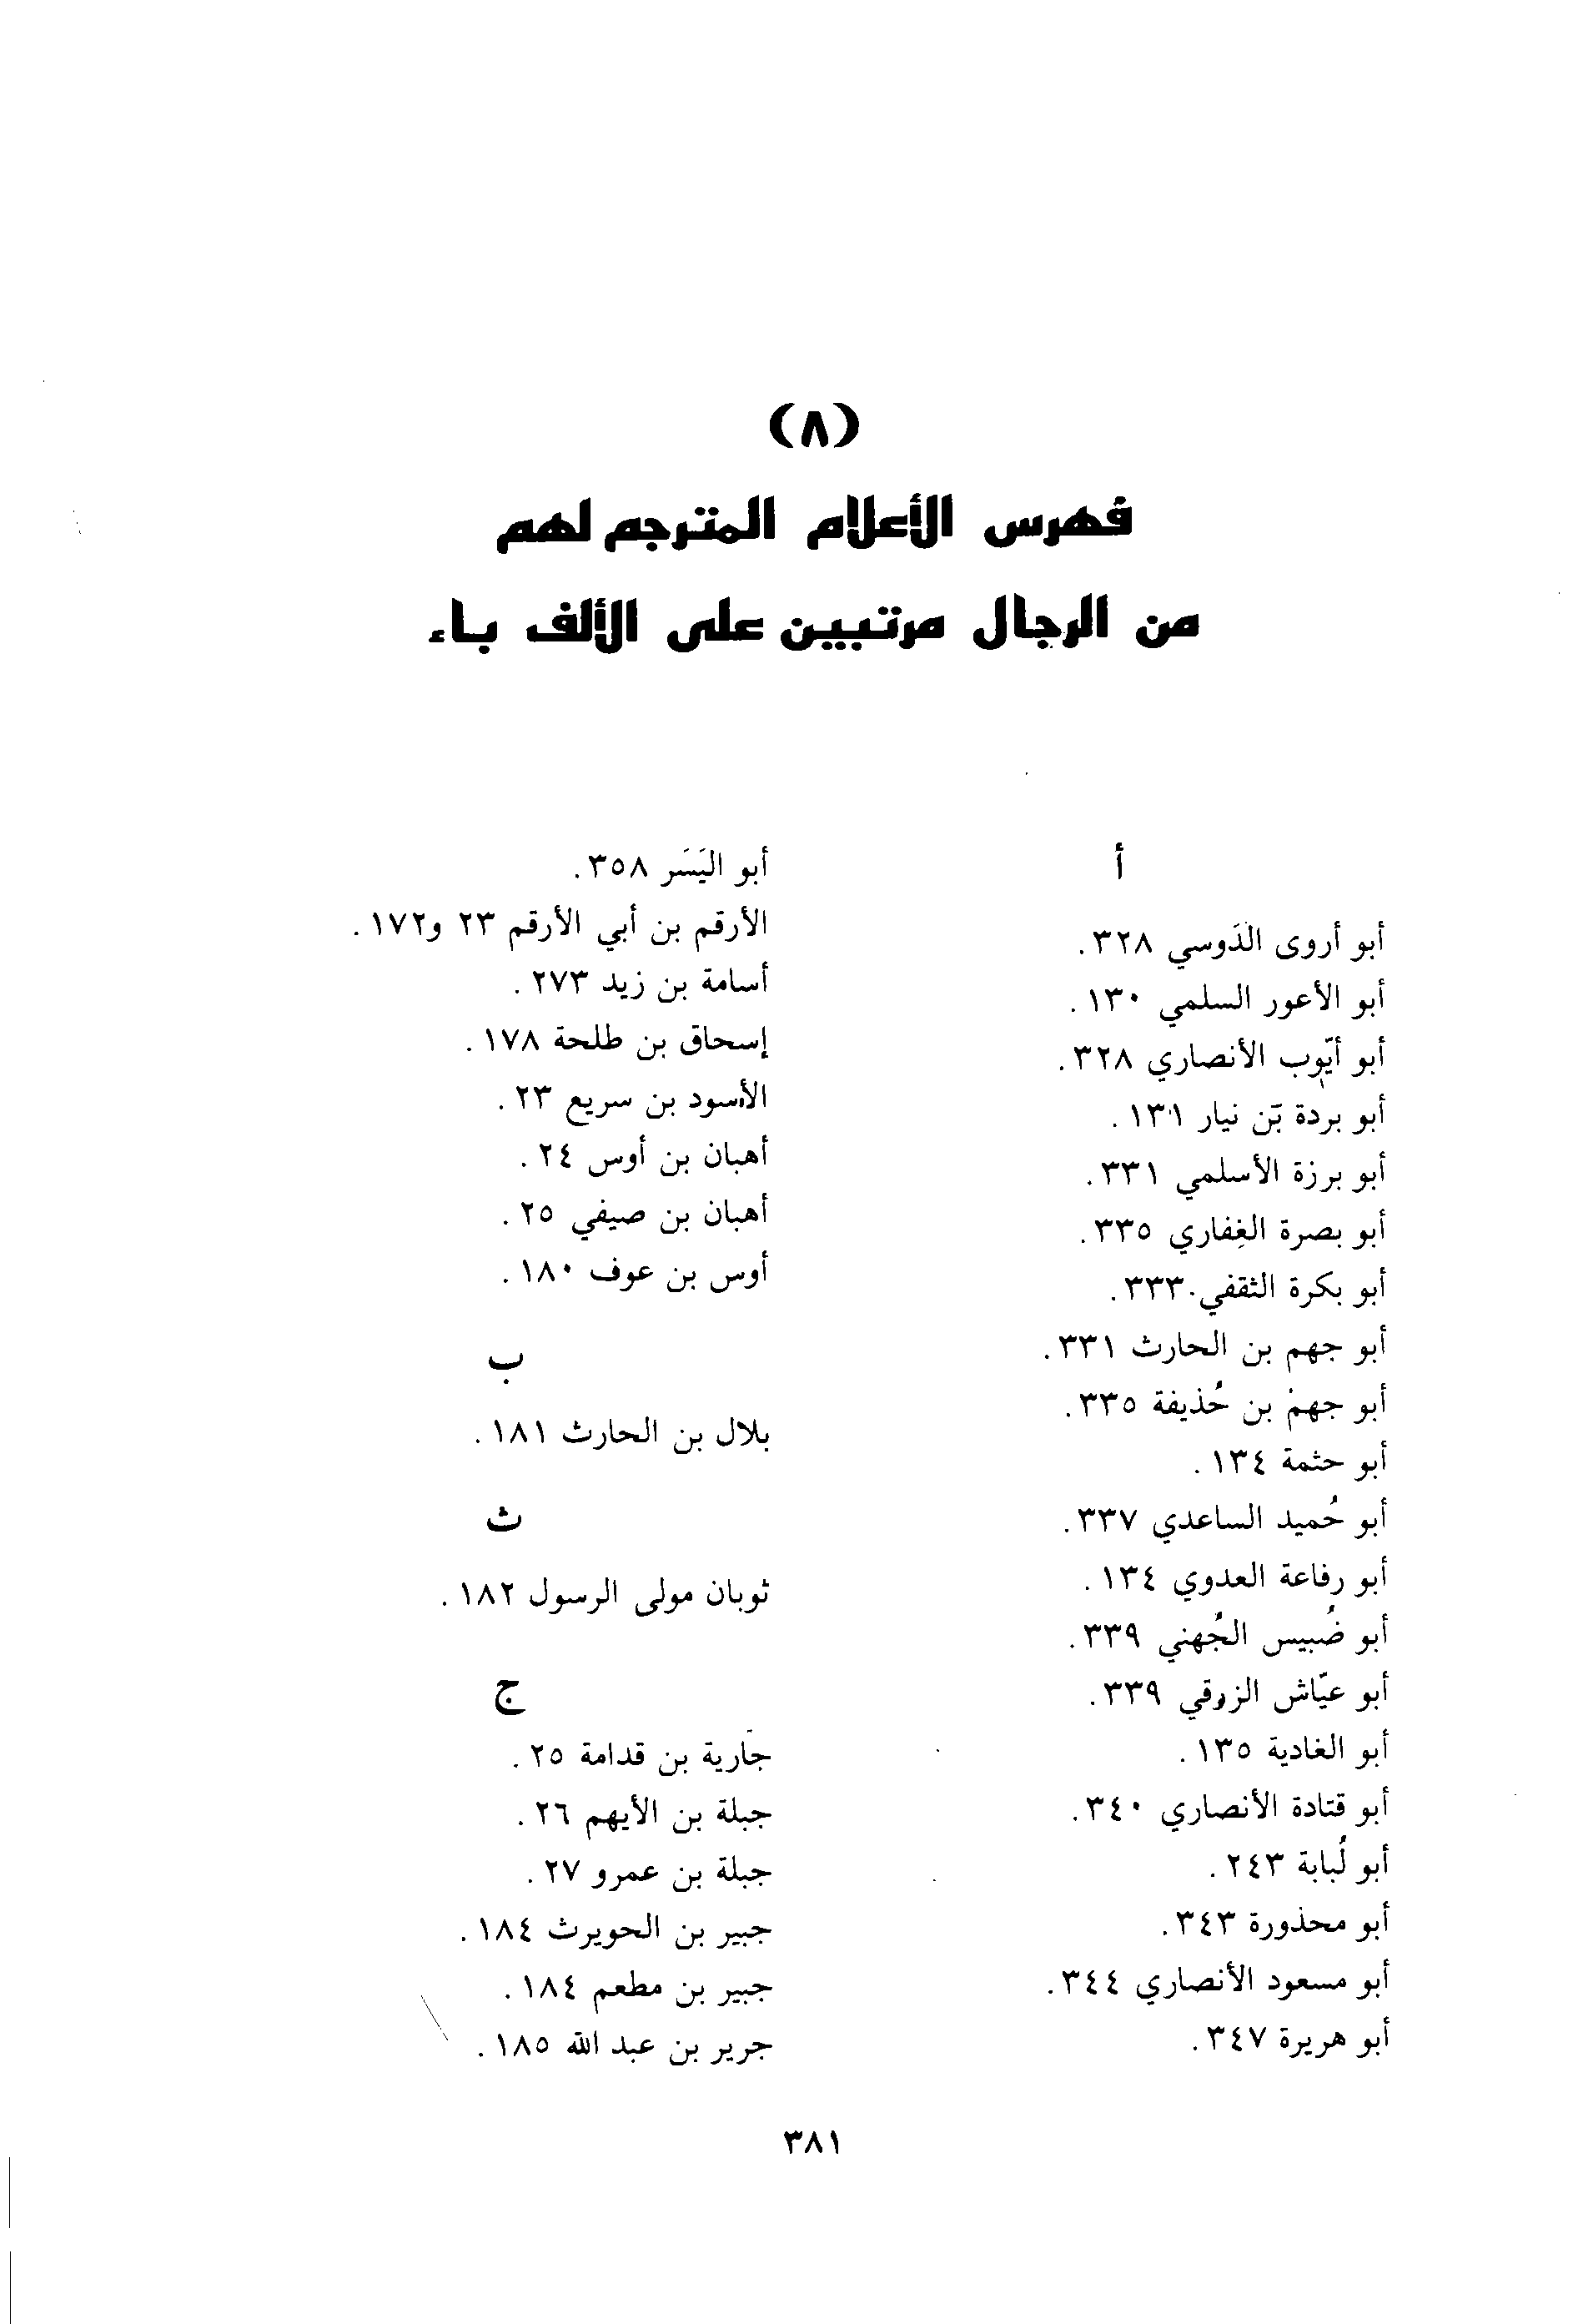 (٨)
فهرس الأعلام المترجم لهم
من الرجال مرتبين على الألف باء
أ
أبو أروى الدَوسي ٣٢٨.
أبو الأعور السلمي ١٣٠.
أبو أيّوب الأنصاري ٣٢٨.
أبو بردة بن نيار ١٣١.
أبو برزة الأسلمي ٣٣١.
أبو بصرة الغِفاري ٣٣٥.
أبو بكرة الثقفي ٣٣٣.
أبو جهم بن الحارث ٣٣١.
أبو جهم بن حُذيفة ٣٣٥.
أبو حثمة ١٣٤.
أبو حُميد الساعدي ٣٣٧.
أبو رفاعة العدوي ١٣٤.
أبو ضُبيس الجُهني ٣٣٩.
أبو عيّاش الزرقي ٣٣٩.
أبو الغادية ١٣٥.
أبو قتادة الأنصاري ٣٤٠.
أبو لُبابة ٢٤٣.
أبو محذورة ٣٤٣.
أبو مسعود الأنصاري ٣٤٤.
أبو هريرة ٣٤٧.
أبو اليَسَر ٣٥٨.
الأرقم بن أبي الأرقم ٢٣ و١٧٢.
أسامة بن زيد ٢٧٣.
إسحاق بن طلحة ١٧٨.
الأسود بن سريع ٢٣.
أهبان بن أوس ٢٤.
أهبان بن صيفي ٢٥.
أوس بن عوف ١٨٠.
ب
بلال بن الحارث ١٨١.
ث
ثوبان مولى الرسول ١٨٢.
ج
جارية بن قدامة ٢٥.
جبلة بن الأيهم ٢٦.
جبلة بن عمرو ٢٧.
جبير بن الحويرث ١٨٤.
جبير بن مطعم ١٨٤.
جرير بن عبد الله ١٨٥.
٣٨١